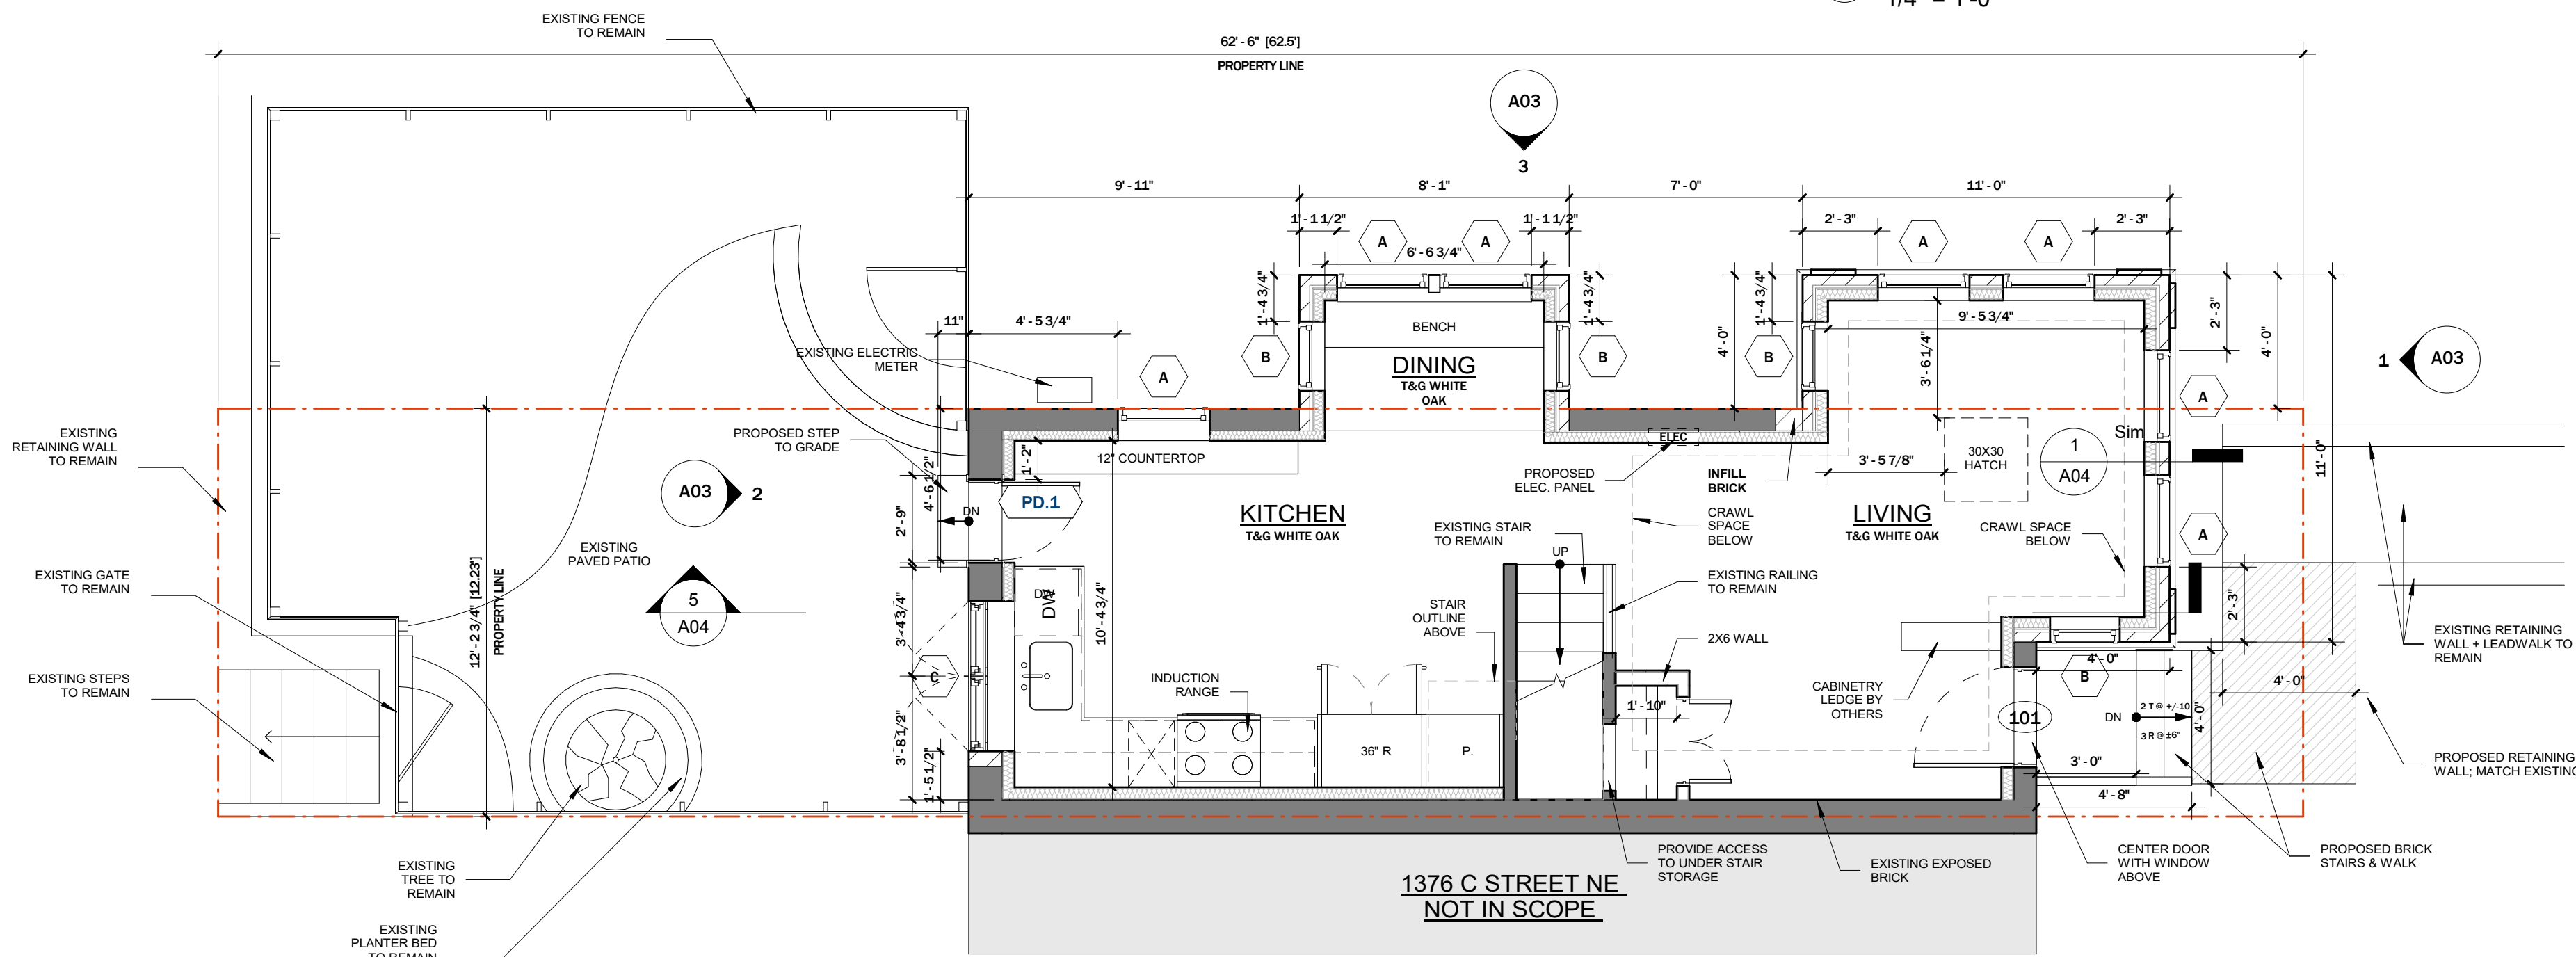 1/4" = 1'-0"
EXISTING FENCE
TO REMAIN
62' - 6" [62.5']
PROPERTY LINE
A03
3
9' - 11"
8' - 1"
7' - 0"
11' - 0"
1' - 1 1/2"
A
A
1' - 1 1/2"
6' - 6 3/4"
2' - 3"
A
A
2' - 3"
1' - 4 3/4"
1' - 4 3/4"
4' - 0"
1' - 4 3/4"
2' - 3"
4' - 0"
11' - 0"
11"
4' - 5 3/4"
EXISTING ELECTRIC
METER
A
B
BENCH
DINING
T&G WHITE
OAK
B
B
9' - 5 3/4"
3' - 6 1/4"
A
1
A03
EXISTING
RETAINING WALL
TO REMAIN
PROPOSED STEP
TO GRADE
4' - 6 1/2"
1' - 2"
12" COUNTERTOP
ELEC
PROPOSED
ELEC. PANEL
INFILL
BRICK
3' - 5 7/8"
30X30
HATCH
1
A04
Sim
A03
2
DN
PD.1
2' - 9"
KITCHEN
T&G WHITE OAK
EXISTING STAIR
TO REMAIN
UP
CRAWL
SPACE
BELOW
LIVING
T&G WHITE OAK
CRAWL SPACE
BELOW
A
EXISTING
PAVED PATIO
EXISTING GATE
TO REMAIN
12' - 2 3/4" [12.23']
PROPERTY LINE
5
A04
3' - 4 3/4"
DW
DW
10' - 4 3/4"
STAIR
OUTLINE
ABOVE
EXISTING RAILING
TO REMAIN
2X6 WALL
2' - 3"
EXISTING RETAINING
WALL + LEADWALK TO
REMAIN
EXISTING STEPS
TO REMAIN
C
INDUCTION
RANGE
1' - 10"
CABINETRY
LEDGE BY
OTHERS
4' - 0"
B
4' - 0"
3' - 8 1/2"
1' - 5 1/2"
36" R
P.
101
DN
2 T @ +/-10
3 R @ ±6"
4' - 0"
3' - 0"
4' - 8"
PROPOSED RETAINING
WALL; MATCH EXISTING
EXISTING
TREE TO
REMAIN
PROVIDE ACCESS
TO UNDER STAIR
STORAGE
EXISTING EXPOSED
BRICK
CENTER DOOR
WITH WINDOW
ABOVE
PROPOSED BRICK
STAIRS & WALK
1376 C STREET NE
NOT IN SCOPE
EXISTING
PLANTER BED
TO REMAIN